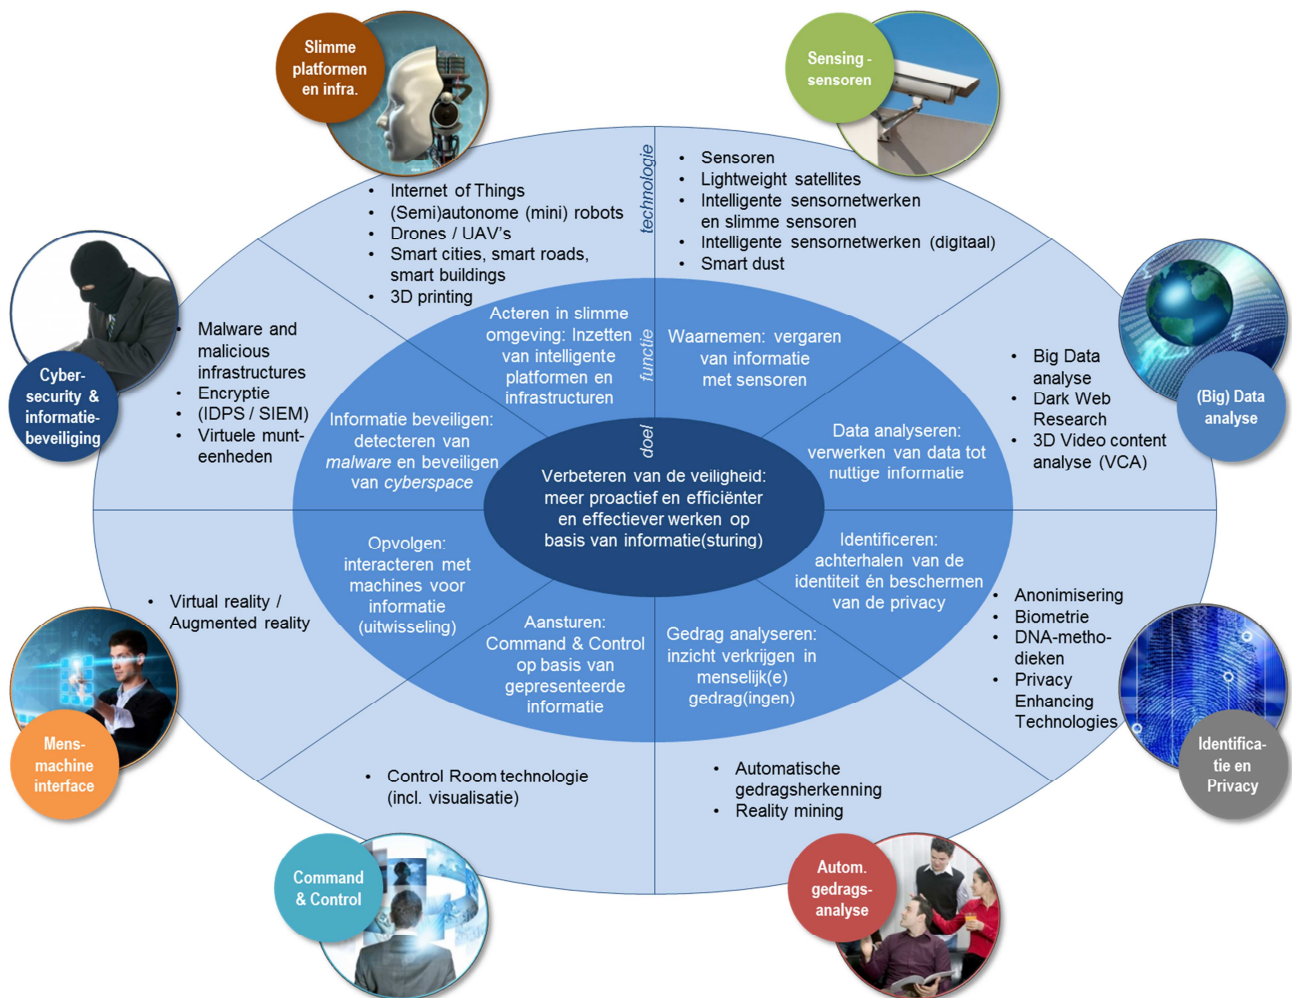 Slimme
platformen
en infra.
Sensing -
sensoren
technologie
• Internet of Things
• (Semi)autonome (mini) robots
• Drones / UAV's
• Smart cities, smart roads,
smart buildings
• 3D printing
• Sensoren
• Lightweight satellites
• Intelligente sensornetwerken
en slimme sensoren
• Intelligente sensornetwerken (digitaal)
• Smart dust
Cyber-
security &
informatie-
beveiliging
• Malware and
malicious
infrastructures
• Encryptie
• (IDPS / SIEM)
• Virtuele munt-
eenheden
functie
Acteren in slimme
omgeving: Inzetten
van intelligente
platformen en
infrastructuren
Waarnemen: vergaren
van informatie
met sensoren
• Big Data
analyse
• Dark Web
Research
• 3D Video content
analyse (VCA)
(Big) Data
analyse
Informatie beveiligen:
detecteren van
malware en beveiligen
van cyberspace
Data analyseren:
verwerken van data tot
nuttige informatie
doel
Verbeteren van de veiligheid:
meer proactief en efficiënter
en effectiever werken op
basis van informatie(sturing)
Opvolgen:
interacteren met
machines voor
informatie
(uitwisseling)
Identificeren:
achterhalen van de
identiteit én beschermen
van de privacy
Aansturen:
Command & Control
op basis van
gepresenteerde
informatie
Gedrag analyseren:
inzicht verkrijgen in
menselijk(e)
gedrag(ingen)
• Virtual reality /
Augmented reality
Mens-
machine
interface
• Anonimisering
• Biometrie
• DNA-metho-
dieken
• Privacy
Enhancing
Technologies
Identifica-
tie en
Privacy
• Control Room technologie
(incl. visualisatie)
• Automatische
gedragsherkenning
• Reality mining
Command
& Control
Autom.
gedrags-
analyse